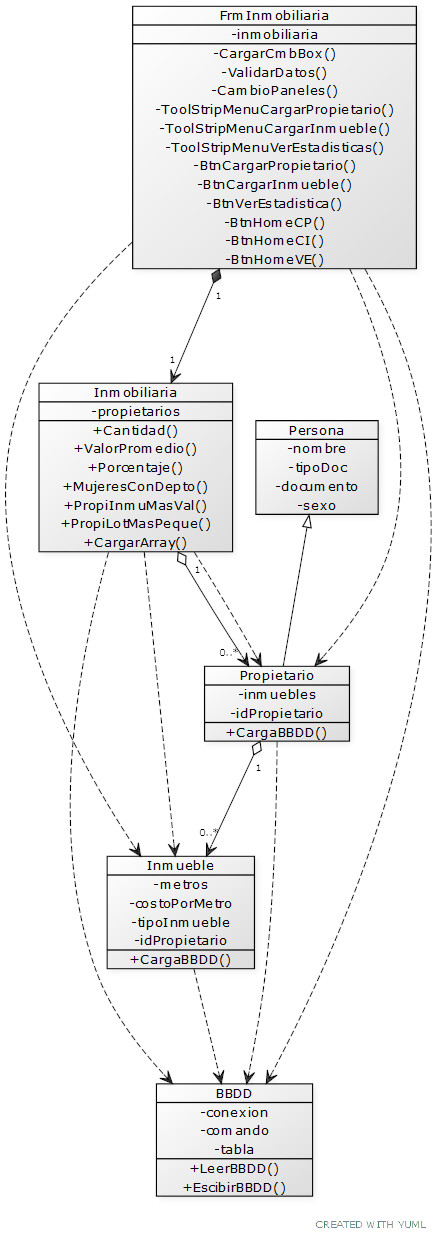 FrmInmobiliaria
-inmobiliaria
-CargarCmbBox()
-ValidarDatos()
-CambioPaneles()
-ToolStripMenuCargarPropietario()
-ToolStripMenuCargarInmueble()
-ToolStripMenuVerEstadisticas()
-BtnCargarPropietario()
-BtnCargarInmueble()
-BtnVerEstadistica()
-BtnHomeCP()
-BtnHomeCI()
-BtnHomeVE()
1
1
Inmobiliaria
-propietarios
+Cantidad()
+ValorPromedio()
+Porcentaje()
+MujeresConDepto()
+PropiInmuMasVal()
+PropiLotMasPeque()
+CargarArray()
Persona
-nombre
-tipoDoc
-documento
-sexo
1
0..*
Propietario
-inmuebles
-idPropietario
+CargaBBDD()
1
0..*
Inmueble
-metros
-costoPorMetro
-tipoInmueble
-idPropietario
+CargaBBDD()
BBDD
-conexion
-comando
-tabla
+LeerBBDD()
+EscibirBBDD()
CREATED WITH YUML